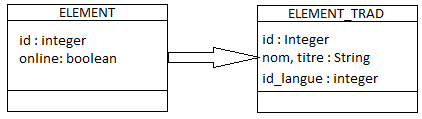 ELEMENT
id : integer
online: boolean
ELEMENT_TRAD
id : Integer
nom, titre : String
id_langue : integer